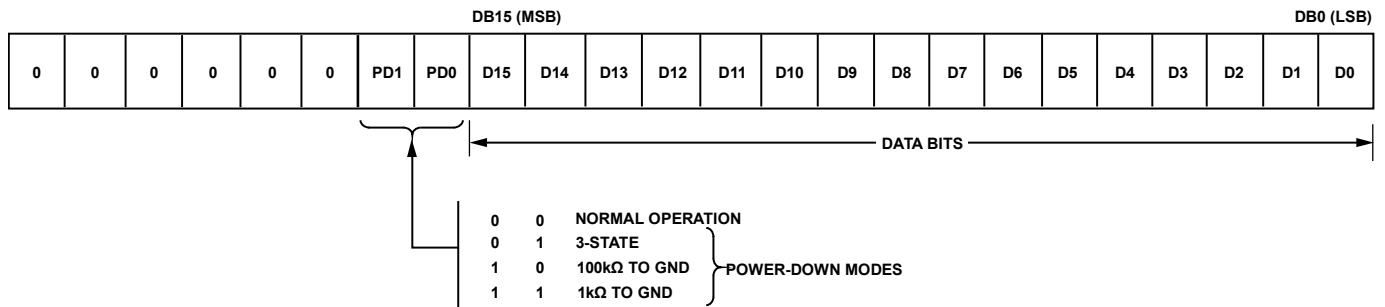 DB15 (MSB) DB0 (LSB)
0 0 0 0 0 0 PD1 PD0 D15 D14 D13 D12 D11 D10 D9 D8 D7 D6 D5 D4 D3 D2 D1 D0
DATA BITS
0 0 NORMAL OPERATION
0 1 3-STATE
1 0 100kΩ TO GND POWER-DOWN MODES
1 1 1kΩ TO GND